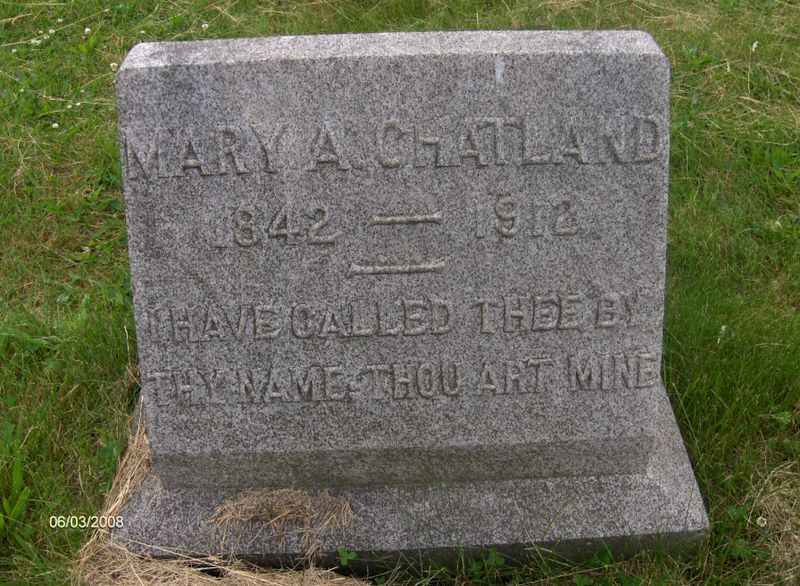 MARY A. CHATLAND
1842 — 1912
I HAVE CALLED THEE BY
THY NAME: THOU ART MINE
06/03/2008